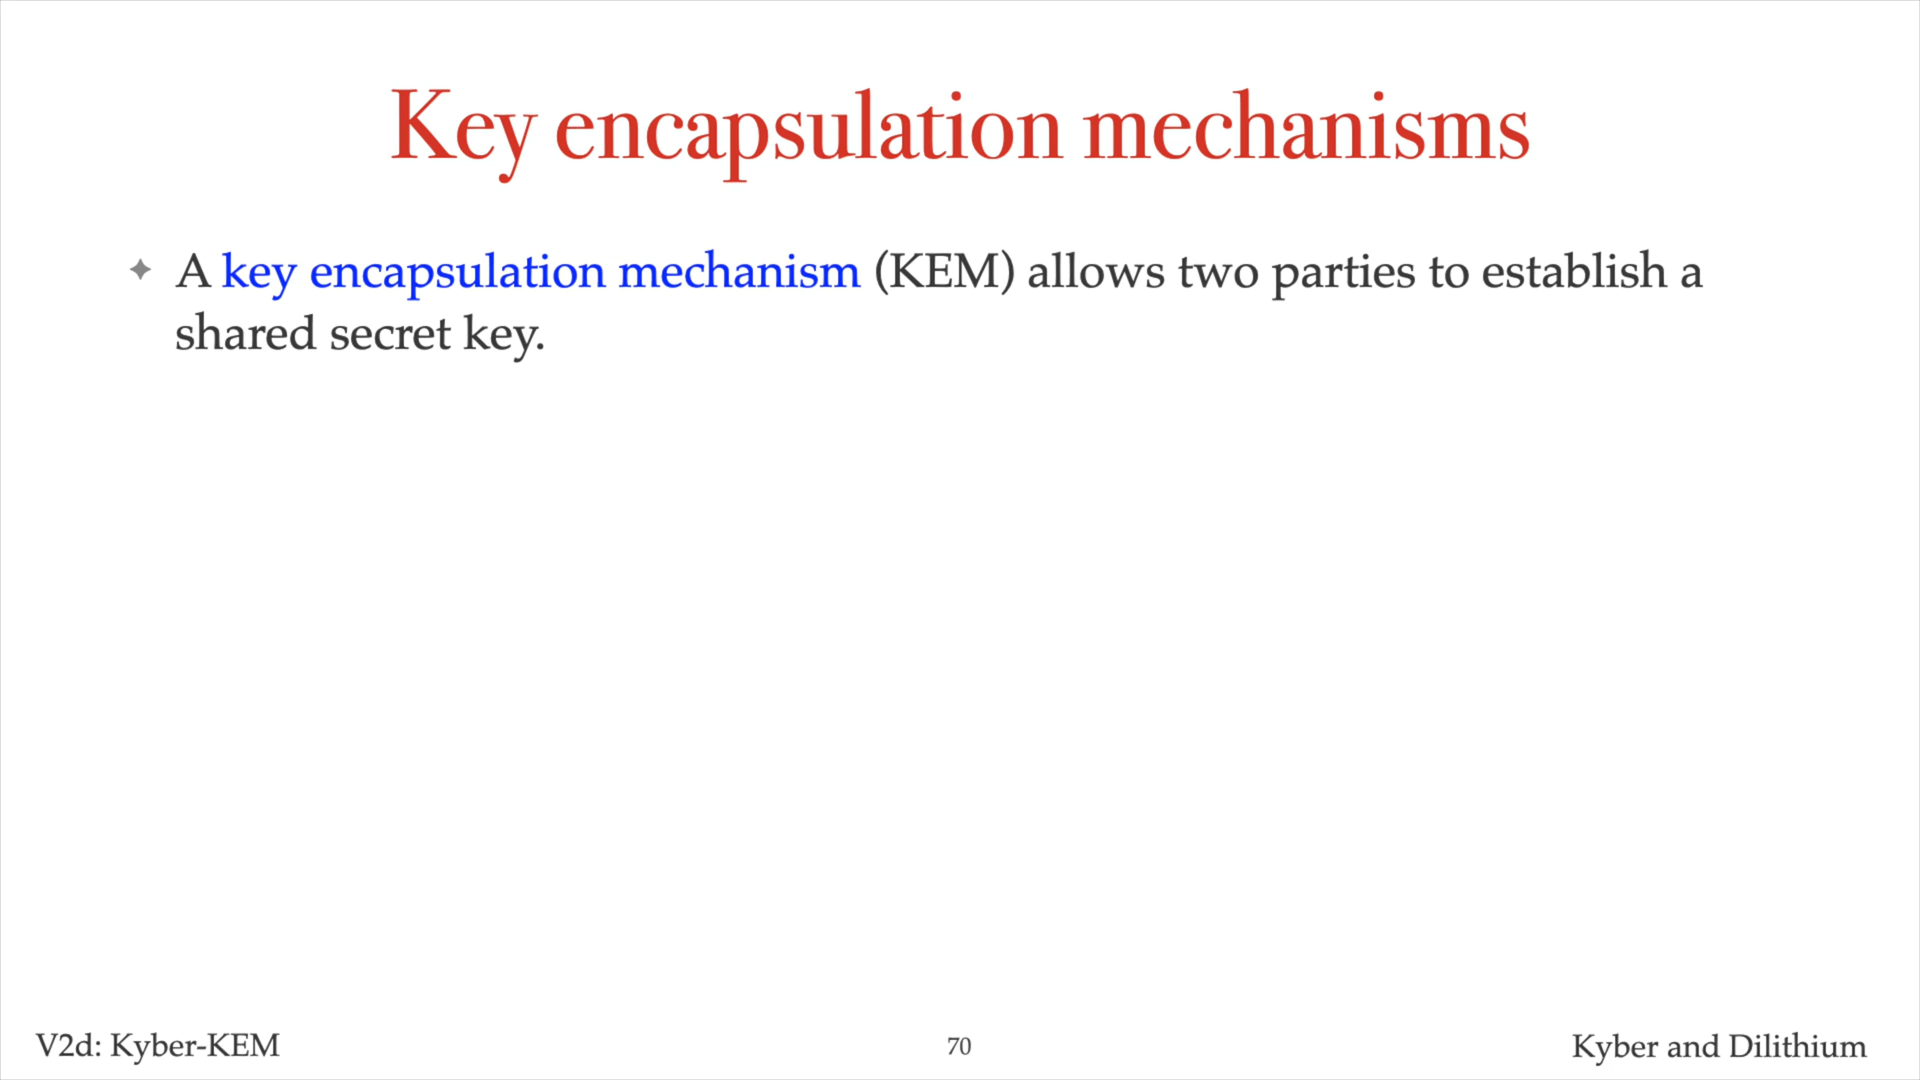 Key encapsulation mechanisms
✦ A key encapsulation mechanism (KEM) allows two parties to establish a
shared secret key.
V2d: Kyber-KEM
70
Kyber and Dilithium